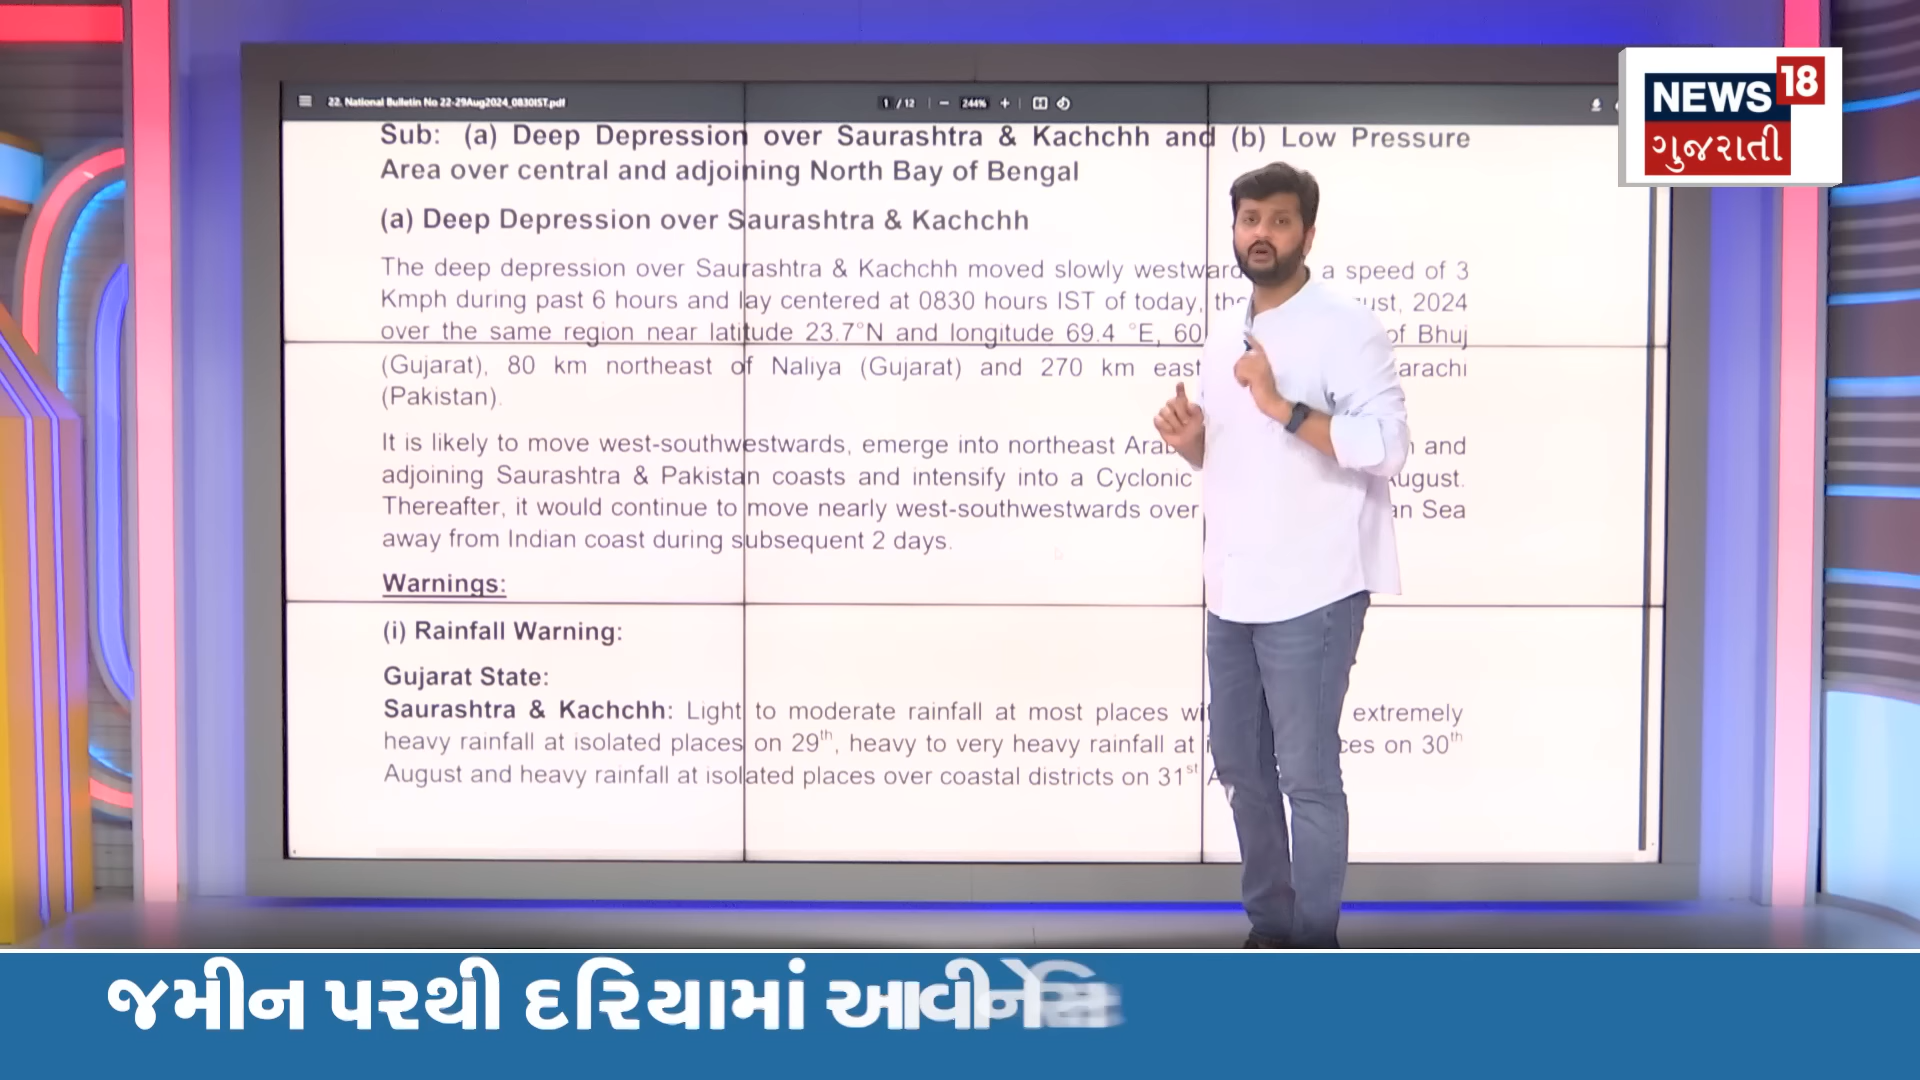 22. National Bulletin No 22-29Aug2024_0830IST.pdf
1 / 12 — 244% +
NEWS 18
ગુજરાતી
Sub: (a) Deep Depression over Saurashtra & Kachchh and (b) Low Pressure
Area over central and adjoining North Bay of Bengal
(a) Deep Depression over Saurashtra & Kachchh
The deep depression over Saurashtra & Kachchh moved slowly westward a speed of 3
Kmph during past 6 hours and lay centered at 0830 hours IST of today, 2024
over the same region near latitude 23.7°N and longitude 69.4 °E, 60 of Bhuj
(Gujarat), 80 km northeast of Naliya (Gujarat) and 270 km east
(Pakistan).
It is likely to move west-southwestwards, emerge into northeast and
adjoining Saurashtra & Pakistan coasts and intensify into a Cyclonic
Thereafter, it would continue to move nearly west-southwestwards over Sea
away from Indian coast during subsequent 2 days.
Warnings:
(i) Rainfall Warning:
Gujarat State:
Saurashtra & Kachchh: Light to moderate rainfall at most places extremely
heavy rainfall at isolated places on 29th, heavy to very heavy rainfall at on 30th
August and heavy rainfall at isolated places over coastal districts on 31st
જમીન પરથી દરિયામાં આવીને